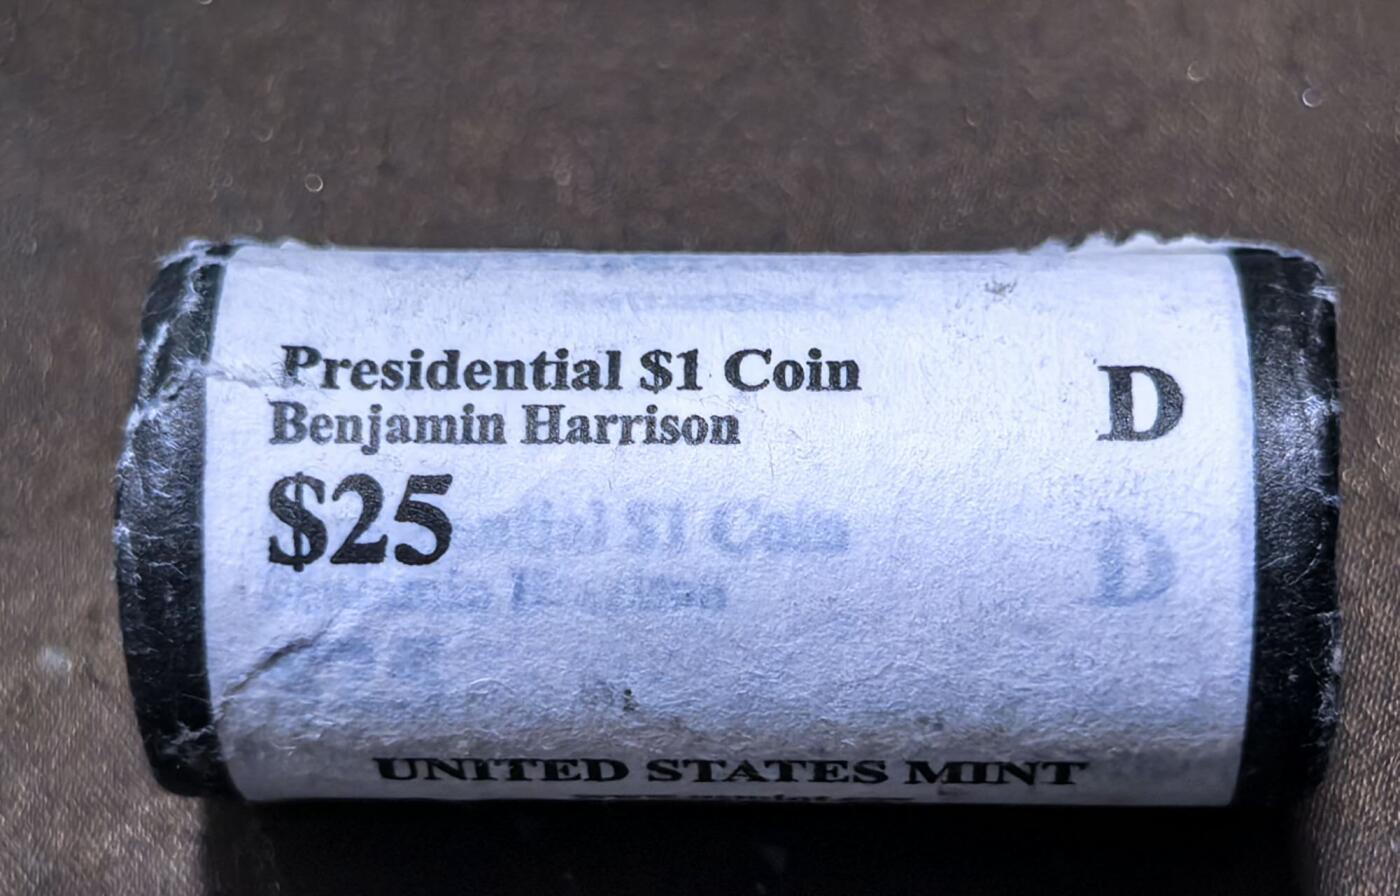 Presidential $1 Coin
Benjamin Harrison
D
$25
UNITED STATES MINT